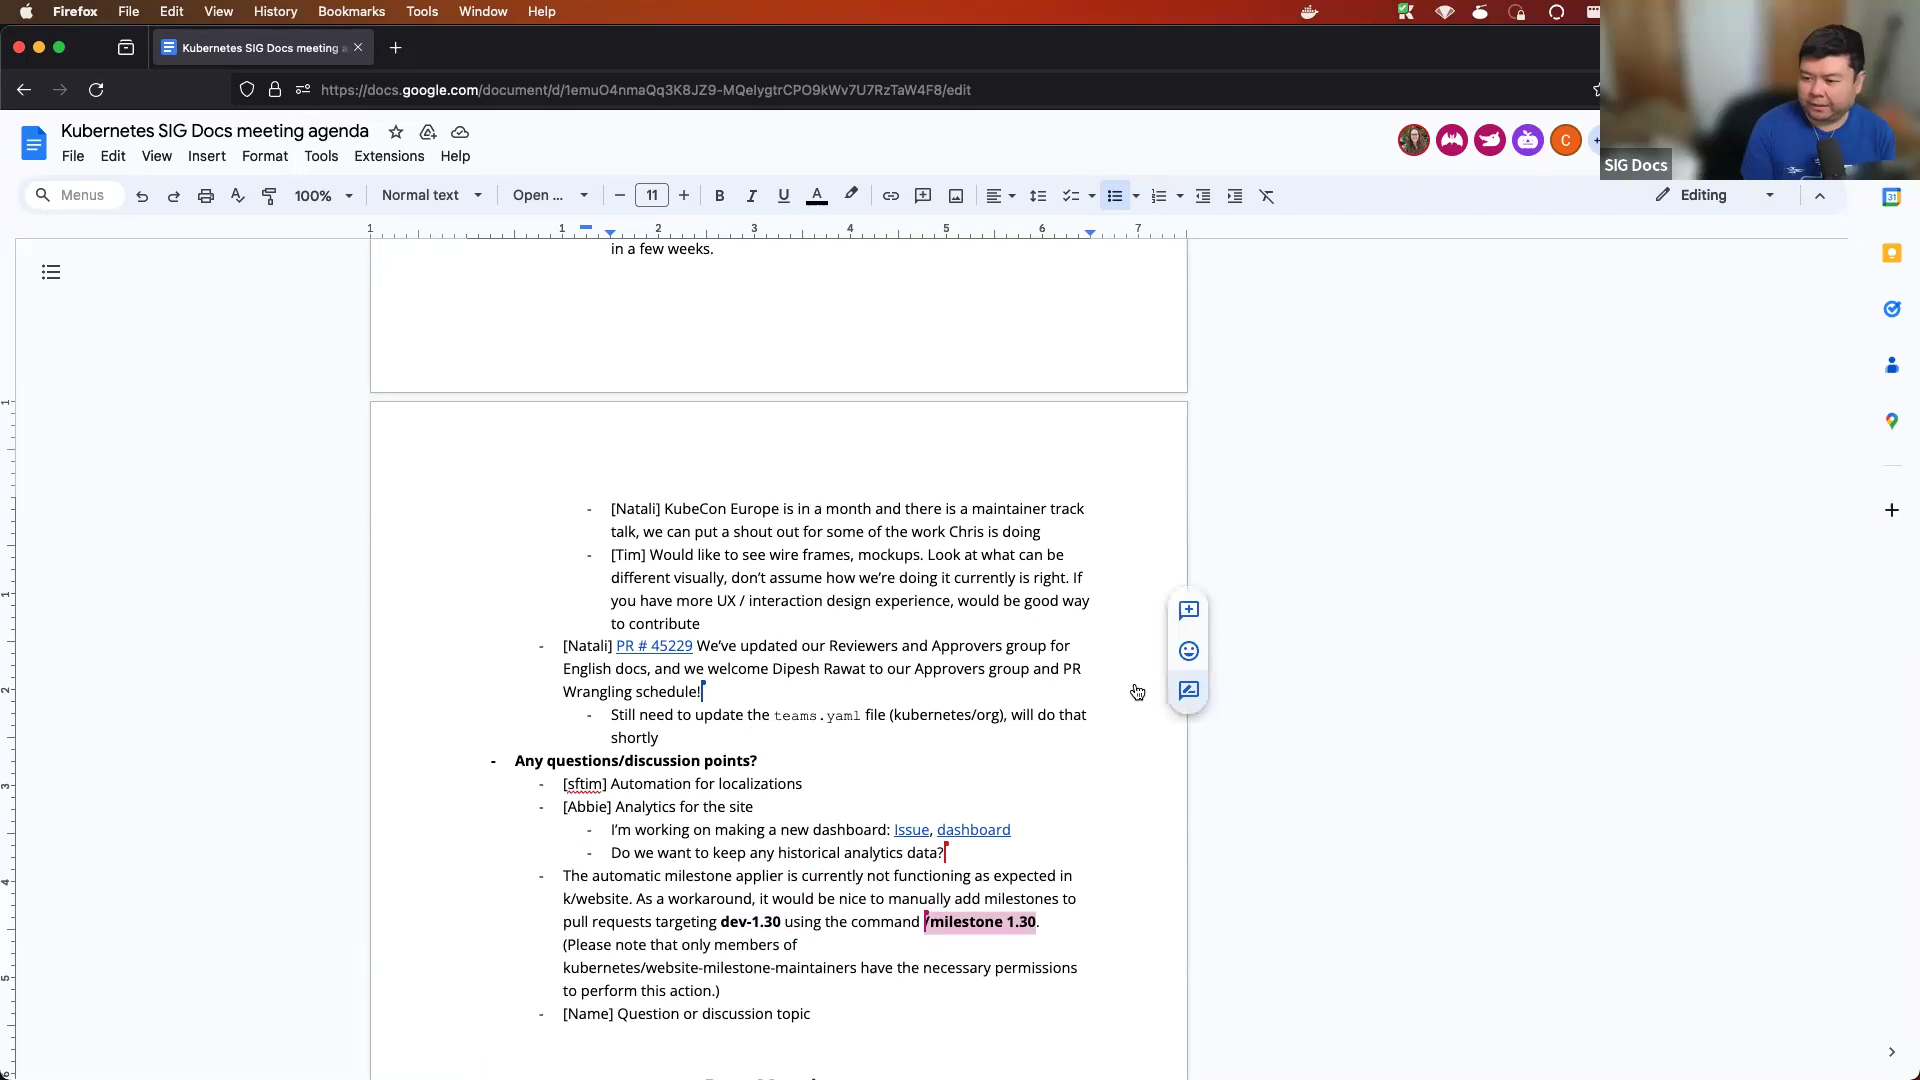 Firefox File Edit View History Bookmarks Tools Window Help
Kubernetes SIG Docs meeting a
https://docs.google.com/document/d/1emuO4nmaQq3K8JZ9-MQelygtrCPO9kWv7U7RzTaW4F8/edit
Kubernetes SIG Docs meeting agenda
File Edit View Insert Format Tools Extensions Help
C
SIG Docs
Menus 100% Normal text Open ... 11 B I U A Editing
1 1 2 3 4 5 6 7
in a few weeks.
- [Natali] KubeCon Europe is in a month and there is a maintainer track
talk, we can put a shout out for some of the work Chris is doing
- [Tim] Would like to see wire frames, mockups. Look at what can be
different visually, don’t assume how we’re doing it currently is right. If
you have more UX / interaction design experience, would be good way
to contribute
- [Natali] PR # 45229 We’ve updated our Reviewers and Approvers group for
English docs, and we welcome Dipesh Rawat to our Approvers group and PR
Wrangling schedule!
- Still need to update the teams.yaml file (kubernetes/org), will do that
shortly
- Any questions/discussion points?
- [sftim] Automation for localizations
- [Abbie] Analytics for the site
- I’m working on making a new dashboard: Issue, dashboard
- Do we want to keep any historical analytics data?
- The automatic milestone applier is currently not functioning as expected in
k/website. As a workaround, it would be nice to manually add milestones to
pull requests targeting dev-1.30 using the command /milestone 1.30.
(Please note that only members of
kubernetes/website-milestone-maintainers have the necessary permissions
to perform this action.)
- [Name] Question or discussion topic